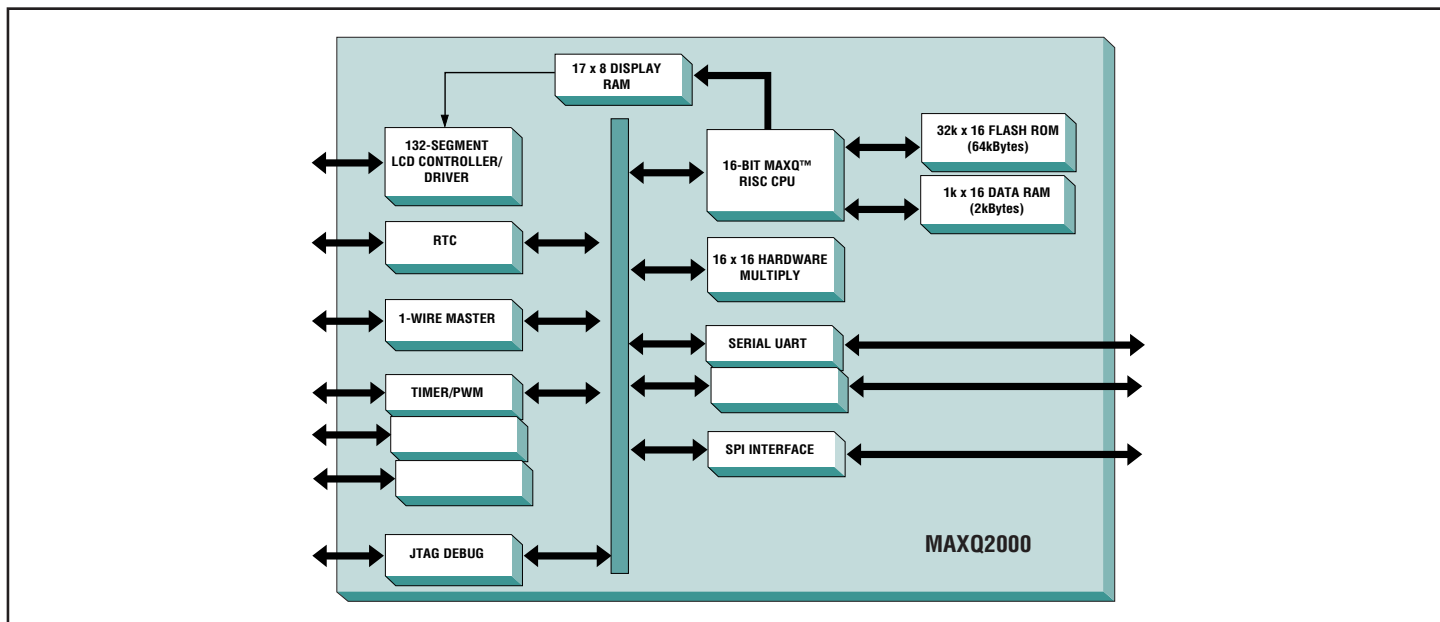 17 x 8 DISPLAY
RAM
132-SEGMENT
LCD CONTROLLER/
DRIVER
16-BIT MAXQ™
RISC CPU
32k x 16 FLASH ROM
(64kBytes)
1k x 16 DATA RAM
(2kBytes)
RTC
16 x 16 HARDWARE
MULTIPLY
1-WIRE MASTER
SERIAL UART
TIMER/PWM
SPI INTERFACE
JTAG DEBUG
MAXQ2000